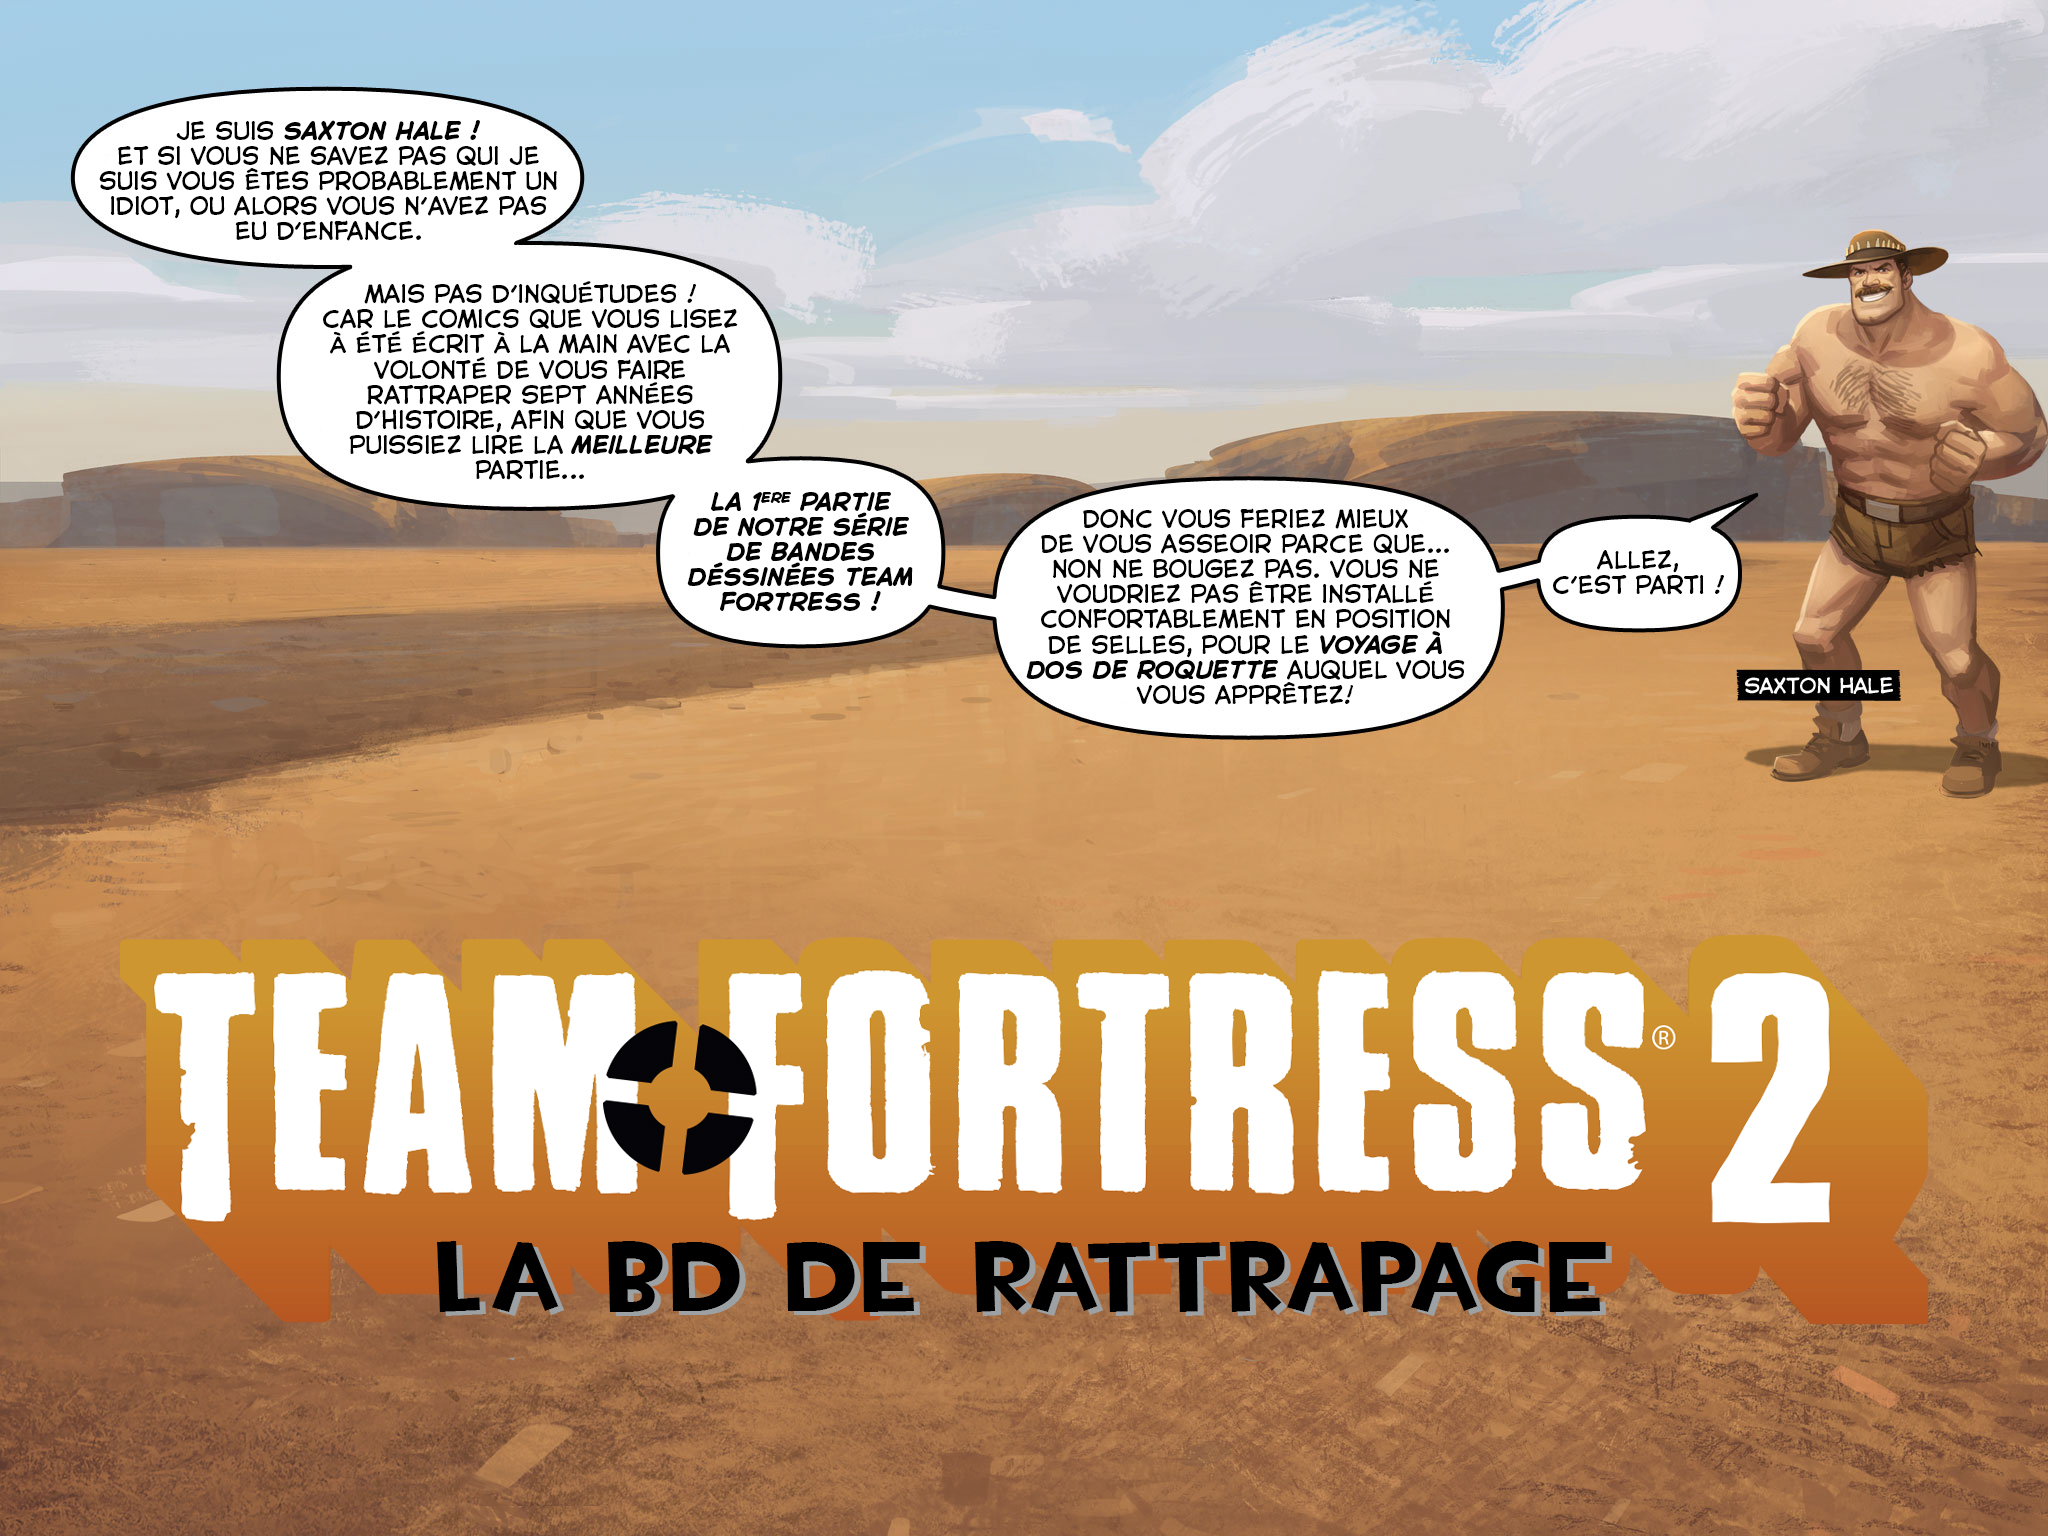 JE SUIS SAXTON HALE !
ET SI VOUS NE SAVEZ PAS QUI JE
SUIS VOUS ÊTES PROBABLEMENT UN
IDIOT, OU ALORS VOUS N'AVEZ PAS
EU D'ENFANCE.
MAIS PAS D'INQUÉTUDES !
CAR LE COMICS QUE VOUS LISEZ
À ÉTÉ ÉCRIT À LA MAIN AVEC LA
VOLONTÉ DE VOUS FAIRE
RATTRAPER SEPT ANNÉES
D'HISTOIRE, AFIN QUE VOUS
PUISSIEZ LIRE LA MEILLEURE
PARTIE...
LA 1ERE PARTIE
DE NOTRE SÉRIE
DE BANDES
DÉSSINÉES TEAM
FORTRESS !
DONC VOUS FERIEZ MIEUX
DE VOUS ASSEOIR PARCE QUE...
NON NE BOUGEZ PAS. VOUS NE
VOUDRIEZ PAS ÊTRE INSTALLÉ
CONFORTABLEMENT EN POSITION
DE SELLES, POUR LE VOYAGE À
DOS DE ROQUETTE AUQUEL VOUS
VOUS APPRÊTEZ!
ALLEZ,
C'EST PARTI !
SAXTON HALE
TEAM FORTRESS® 2
LA BD DE RATTRAPAGE